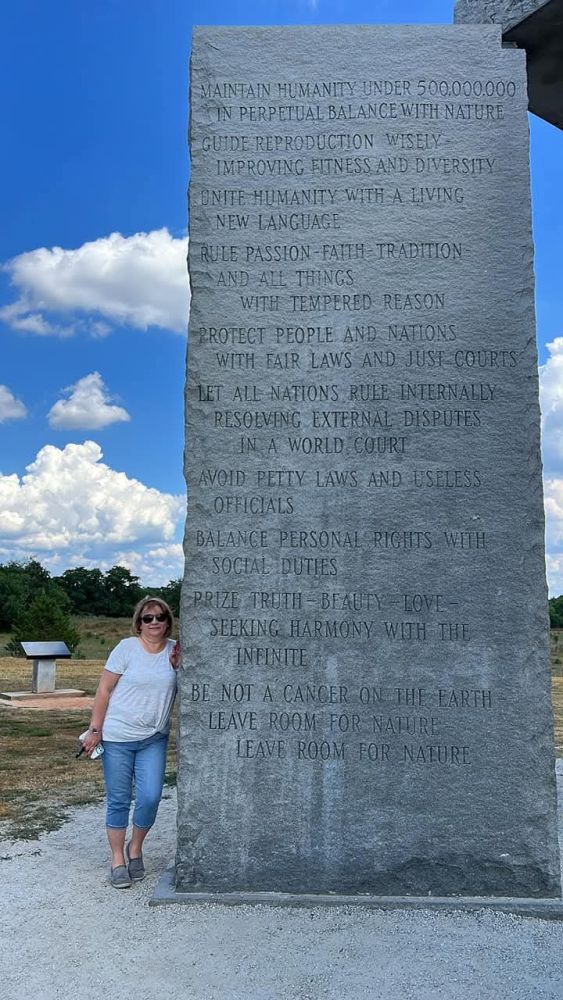 MAINTAIN HUMANITY UNDER 500,000,000
IN PERPETUAL BALANCE WITH NATURE
GUIDE REPRODUCTION WISELY -
IMPROVING FITNESS AND DIVERSITY
UNITE HUMANITY WITH A LIVING
NEW LANGUAGE
RULE PASSION - FAITH - TRADITION -
AND ALL THINGS
WITH TEMPERED REASON
PROTECT PEOPLE AND NATIONS
WITH FAIR LAWS AND JUST COURTS
LET ALL NATIONS RULE INTERNALLY
RESOLVING EXTERNAL DISPUTES
IN A WORLD COURT
AVOID PETTY LAWS AND USELESS
OFFICIALS
BALANCE PERSONAL RIGHTS WITH
SOCIAL DUTIES
PRIZE TRUTH - BEAUTY - LOVE -
SEEKING HARMONY WITH THE
INFINITE
BE NOT A CANCER ON THE EARTH -
LEAVE ROOM FOR NATURE
LEAVE ROOM FOR NATURE